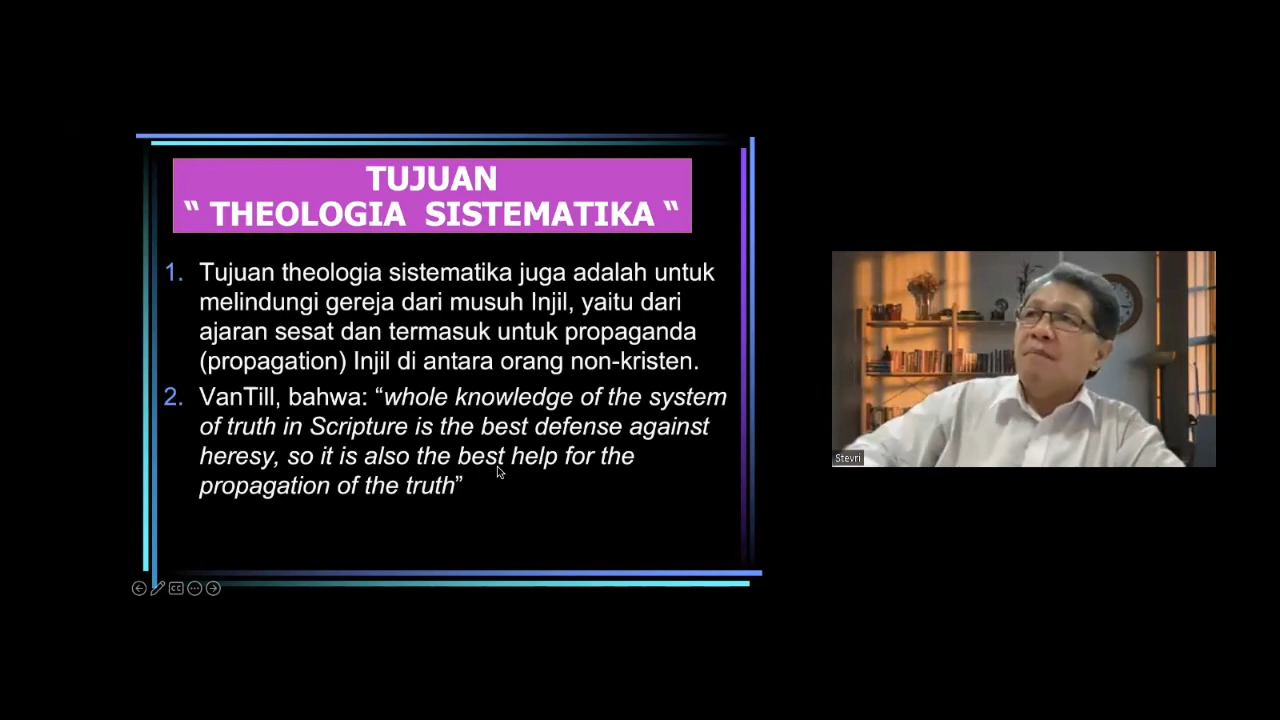 TUJUAN
‟ THEOLOGIA SISTEMATIKA ‟
1. Tujuan theologia sistematika juga adalah untuk
melindungi gereja dari musuh Injil, yaitu dari
ajaran sesat dan termasuk untuk propaganda
(propagation) Injil di antara orang non-kristen.
2. VanTill, bahwa: “whole knowledge of the system
of truth in Scripture is the best defense against
heresy, so it is also the best help for the
propagation of the truth”
CC
Stevri